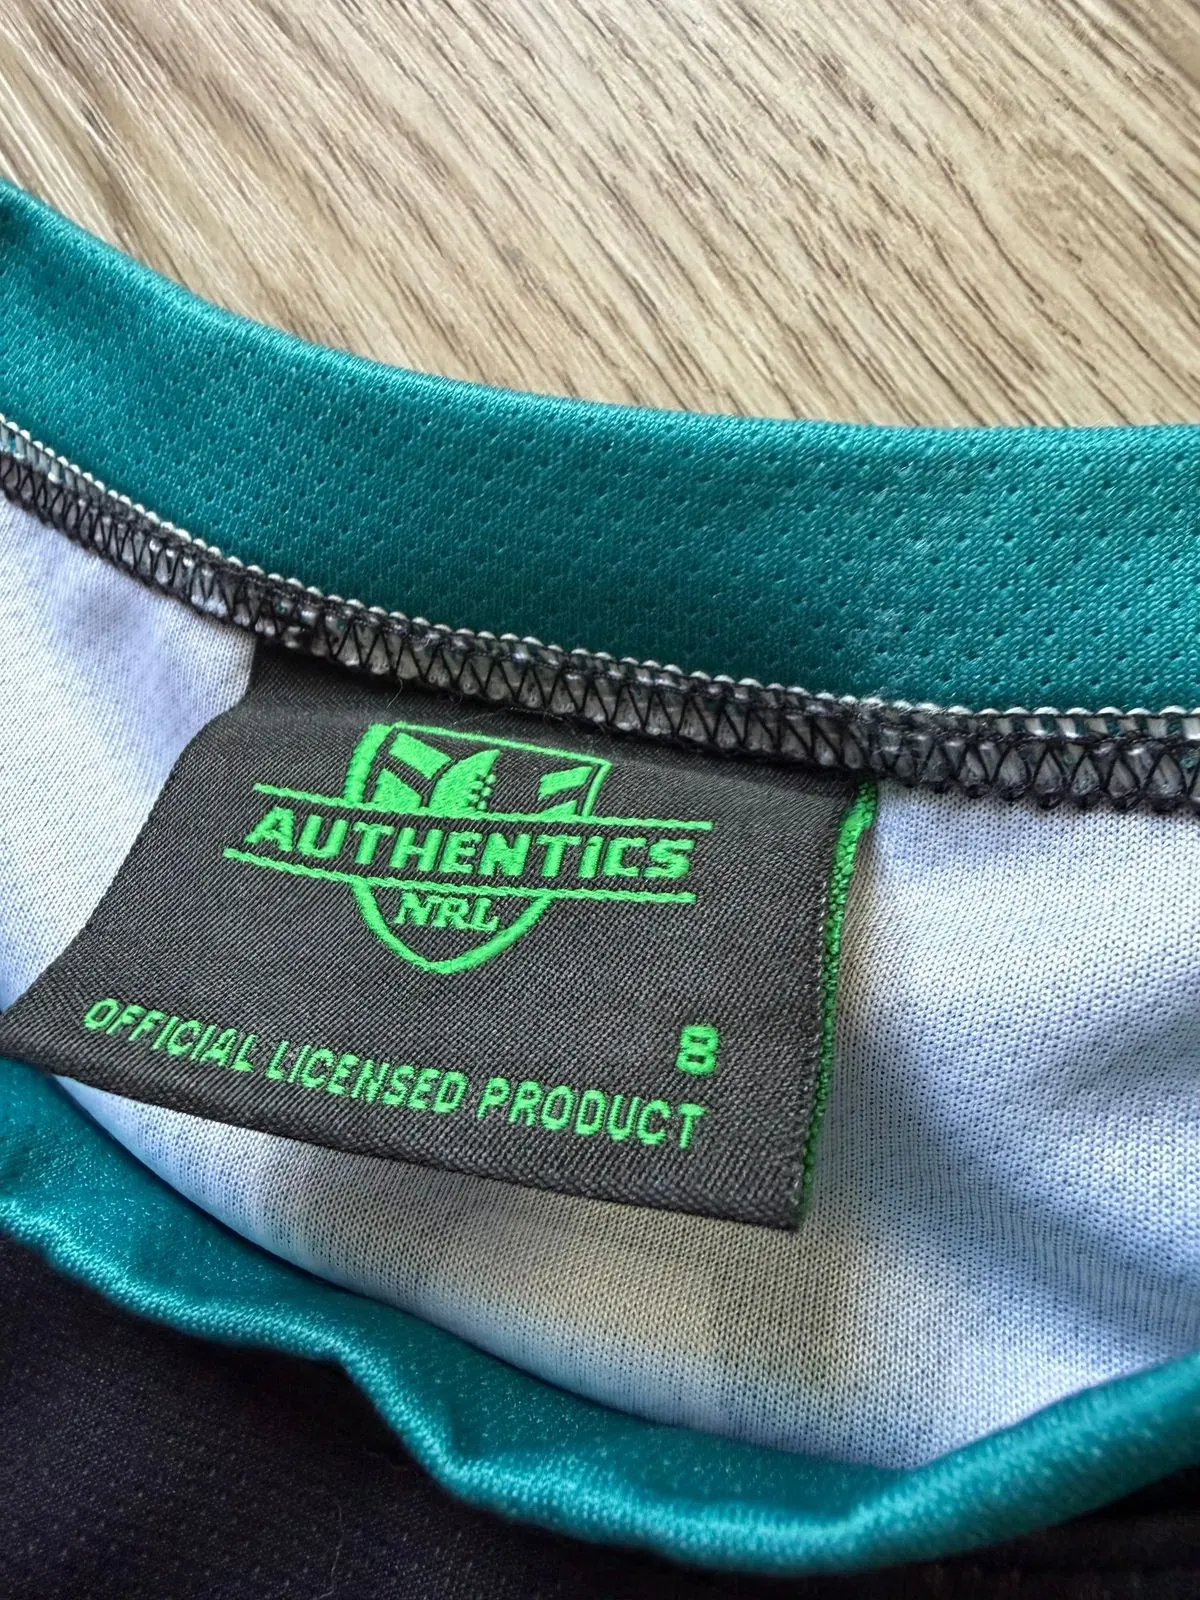 AUTHENTICS
NRL
8
OFFICIAL LICENSED PRODUCT